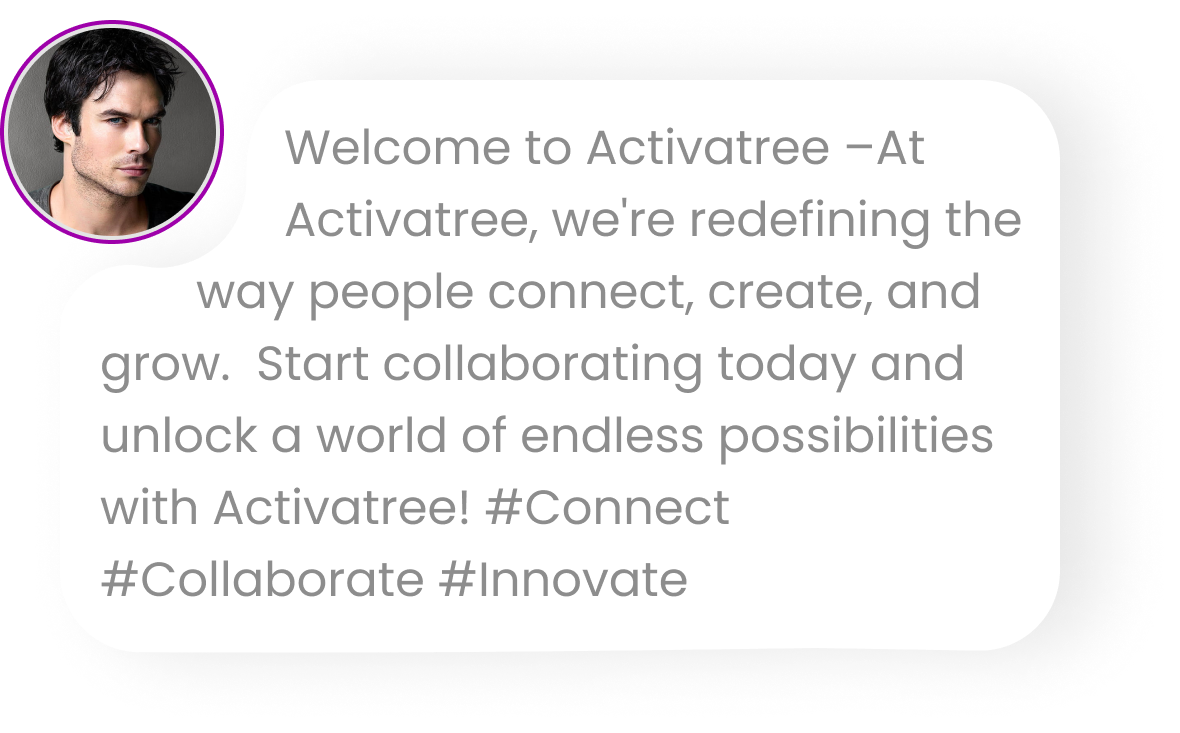 Welcome to Activatree –At
Activatree, we're redefining the
way people connect, create, and
grow.  Start collaborating today and
unlock a world of endless possibilities
with Activatree! #Connect
#Collaborate #Innovate